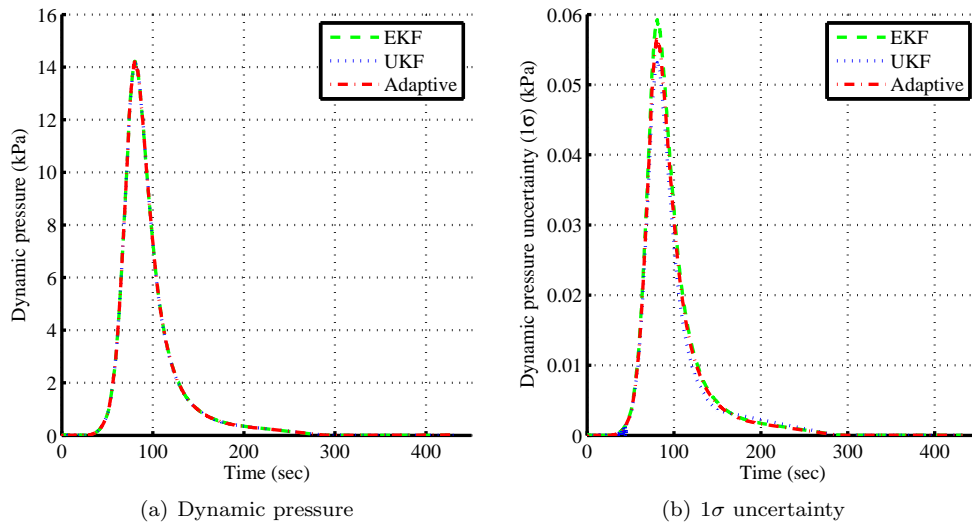 Dynamic pressure (kPa)
16
14
12
10
8
6
4
2
0
EKF
UKF
Adaptive
0 100 200 300 400
Time (sec)
(a) Dynamic pressure
Dynamic pressure uncertainty (1σ) (kPa)
0.06
0.05
0.04
0.03
0.02
0.01
0
EKF
UKF
Adaptive
0 100 200 300 400
Time (sec)
(b) 1σ uncertainty